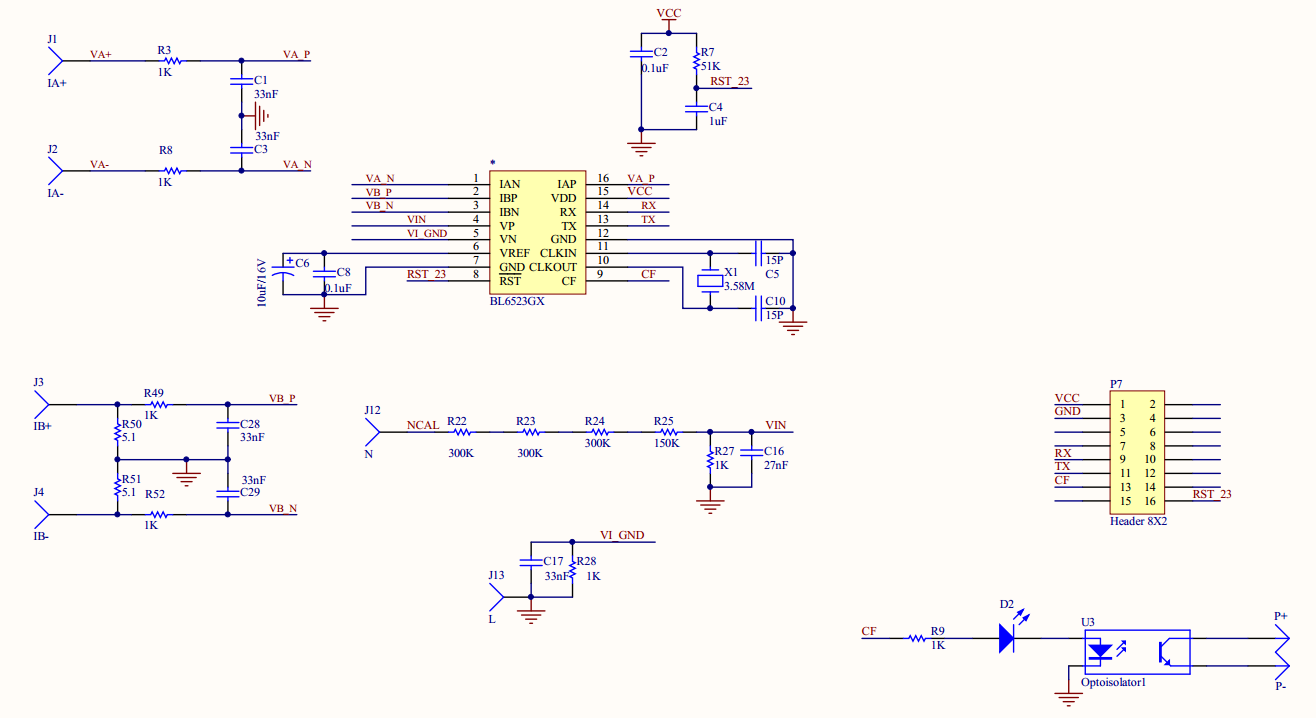 J1
VA+
R3
1K
VA_P
IA+
C1
33nF
33nF
C3
J2
VA-
R8
1K
VA_N
IA-
VCC
C2
0.1uF
R7
51K
RST_23
C4
1uF
*
VA_N 1 IAN IAP 16 VA_P
VB_P 2 IBP VDD 15 VCC
VB_N 3 IBN RX 14 RX
VIN 4 VP TX 13 TX
VI_GND 5 VN GND 12
6 VREF CLKIN 11
7 GND CLKOUT 10
RST_23 8 RST CF 9 CF
BL6523GX
10uF/16V
+
C6
C8
0.1uF
X1
3.58M
15P
C5
C10
15P
J3
IB+
R49
1K
VB_P
R50
5.1
C28
33nF
R51
5.1
33nF
C29
J4
IB-
R52
1K
VB_N
J12
N
NCAL
R22
300K
R23
300K
R24
300K
R25
150K
VIN
R27
1K
C16
27nF
VI_GND
C17
33nF
R28
1K
J13
L
P7
VCC 1 2
GND 3 4
5 6
7 8
RX 9 10
TX 11 12
CF 13 14
15 16 RST_23
Header 8X2
CF
R9
1K
D2
U3
Optoisolator1
P+
P-